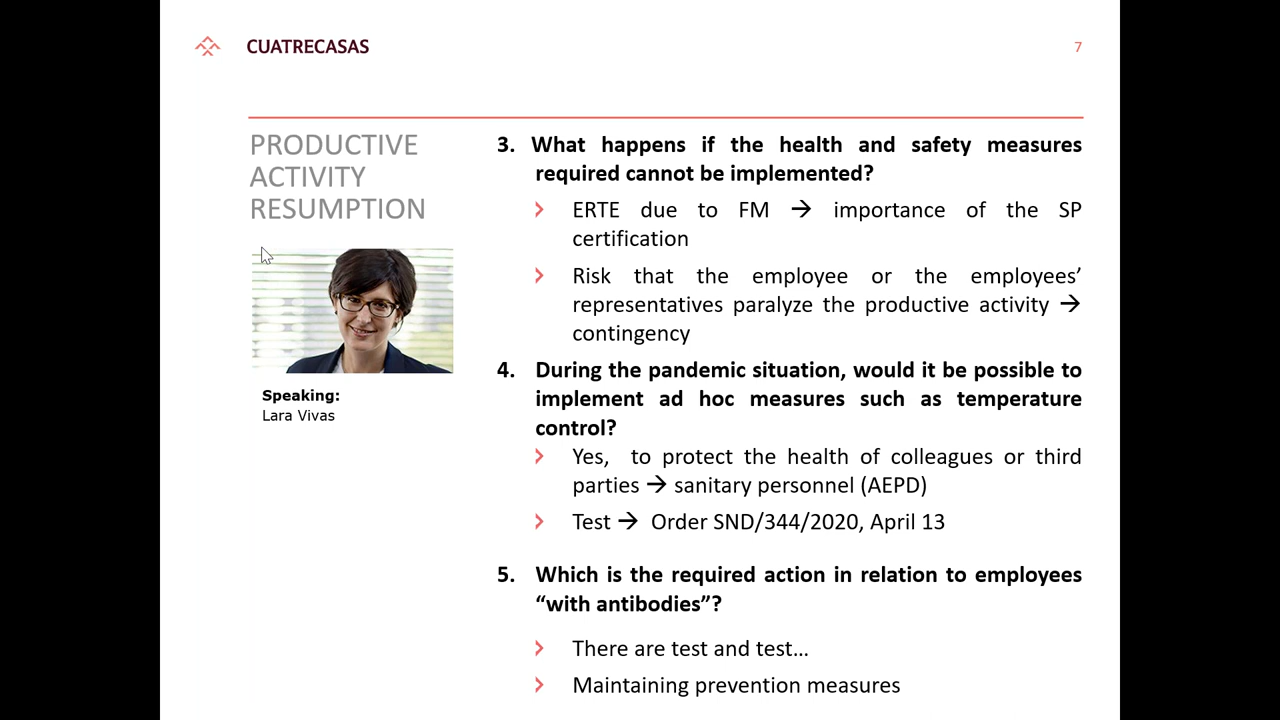 CUATRECASAS
7
PRODUCTIVE
ACTIVITY
RESUMPTION
Speaking:
Lara Vivas
3. What happens if the health and safety measures
required cannot be implemented?
› ERTE due to FM → importance of the SP
certification
› Risk that the employee or the employees’
representatives paralyze the productive activity →
contingency
4. During the pandemic situation, would it be possible to
implement ad hoc measures such as temperature
control?
› Yes, to protect the health of colleagues or third
parties → sanitary personnel (AEPD)
› Test → Order SND/344/2020, April 13
5. Which is the required action in relation to employees
“with antibodies”?
› There are test and test…
› Maintaining prevention measures